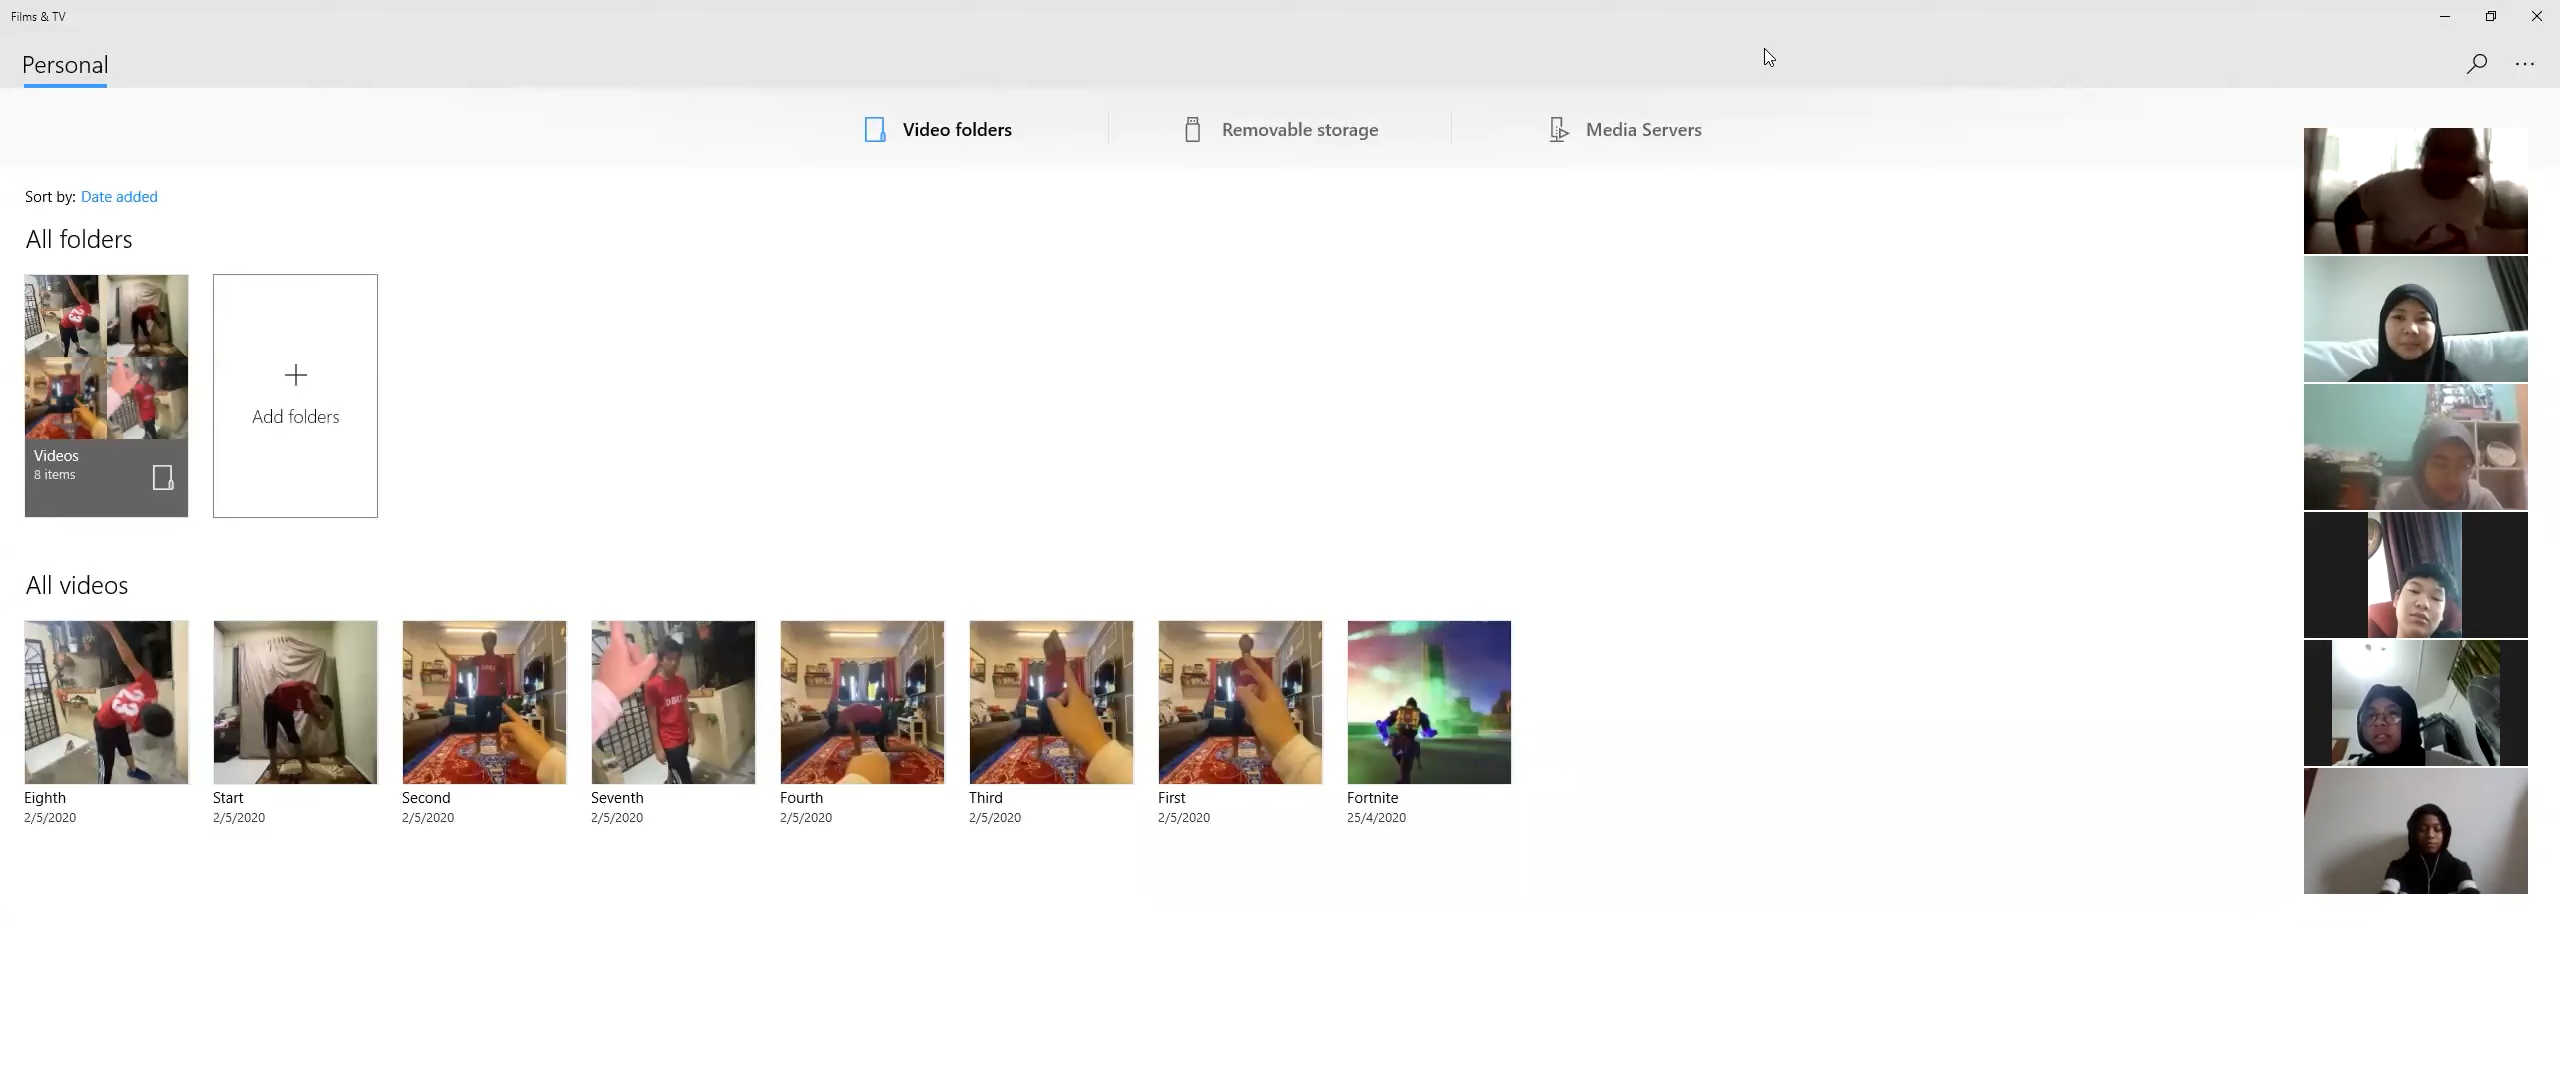 Films & TV
Personal
Video folders
Removable storage
Media Servers
Sort by: Date added
All folders
Videos
8 items
Add folders
All videos
Eighth
2/5/2020
Start
2/5/2020
Second
2/5/2020
Seventh
2/5/2020
Fourth
2/5/2020
Third
2/5/2020
First
2/5/2020
Fortnite
25/4/2020